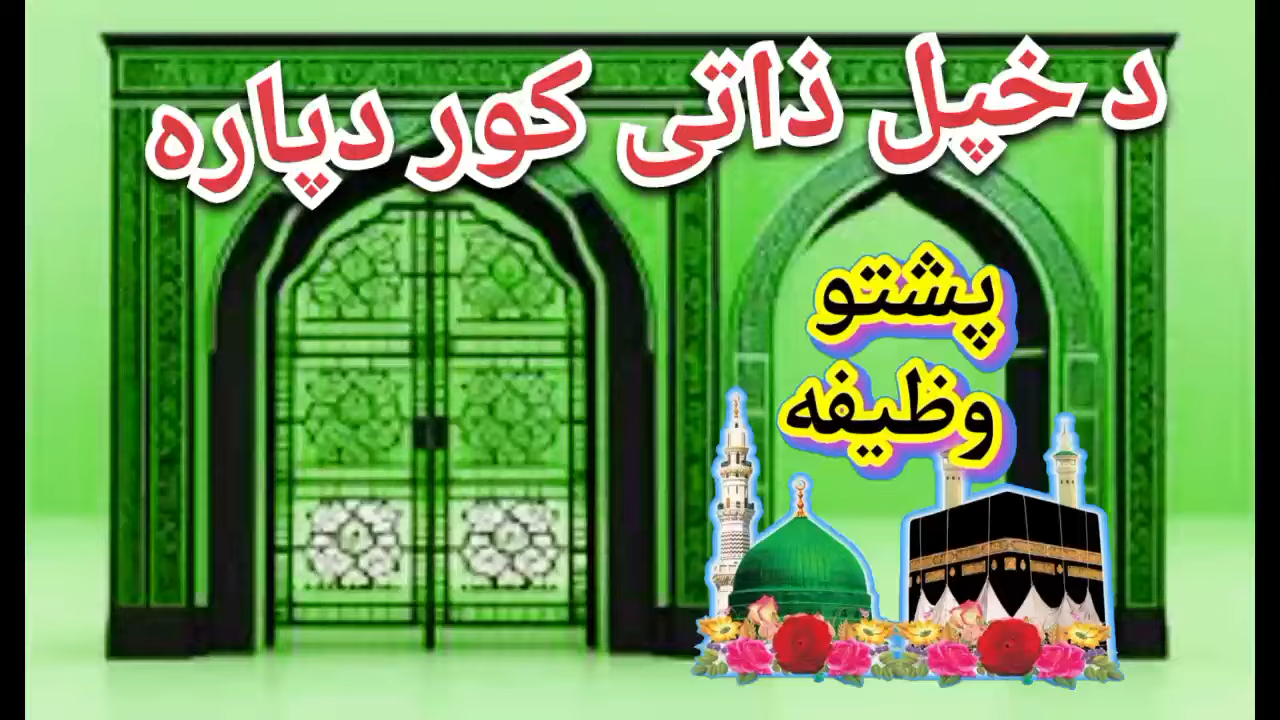 د خپل ذاتی کور دپاره
پشتو
وظیفه